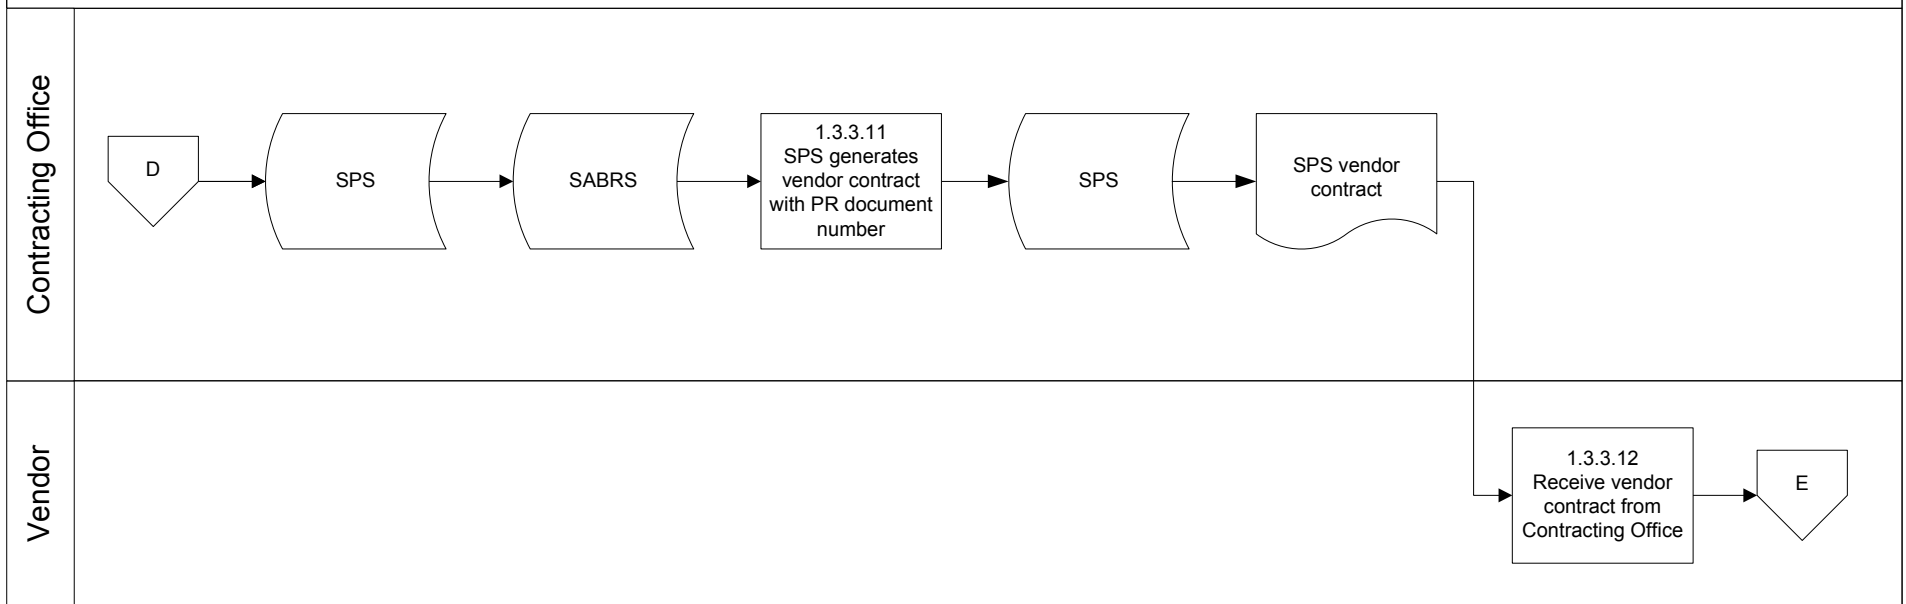 Contracting Office
D
SPS
SABRS
1.3.3.11
SPS generates
vendor contract
with PR document
number
SPS
SPS vendor
contract
Vendor
1.3.3.12
Receive vendor
contract from
Contracting Office
E